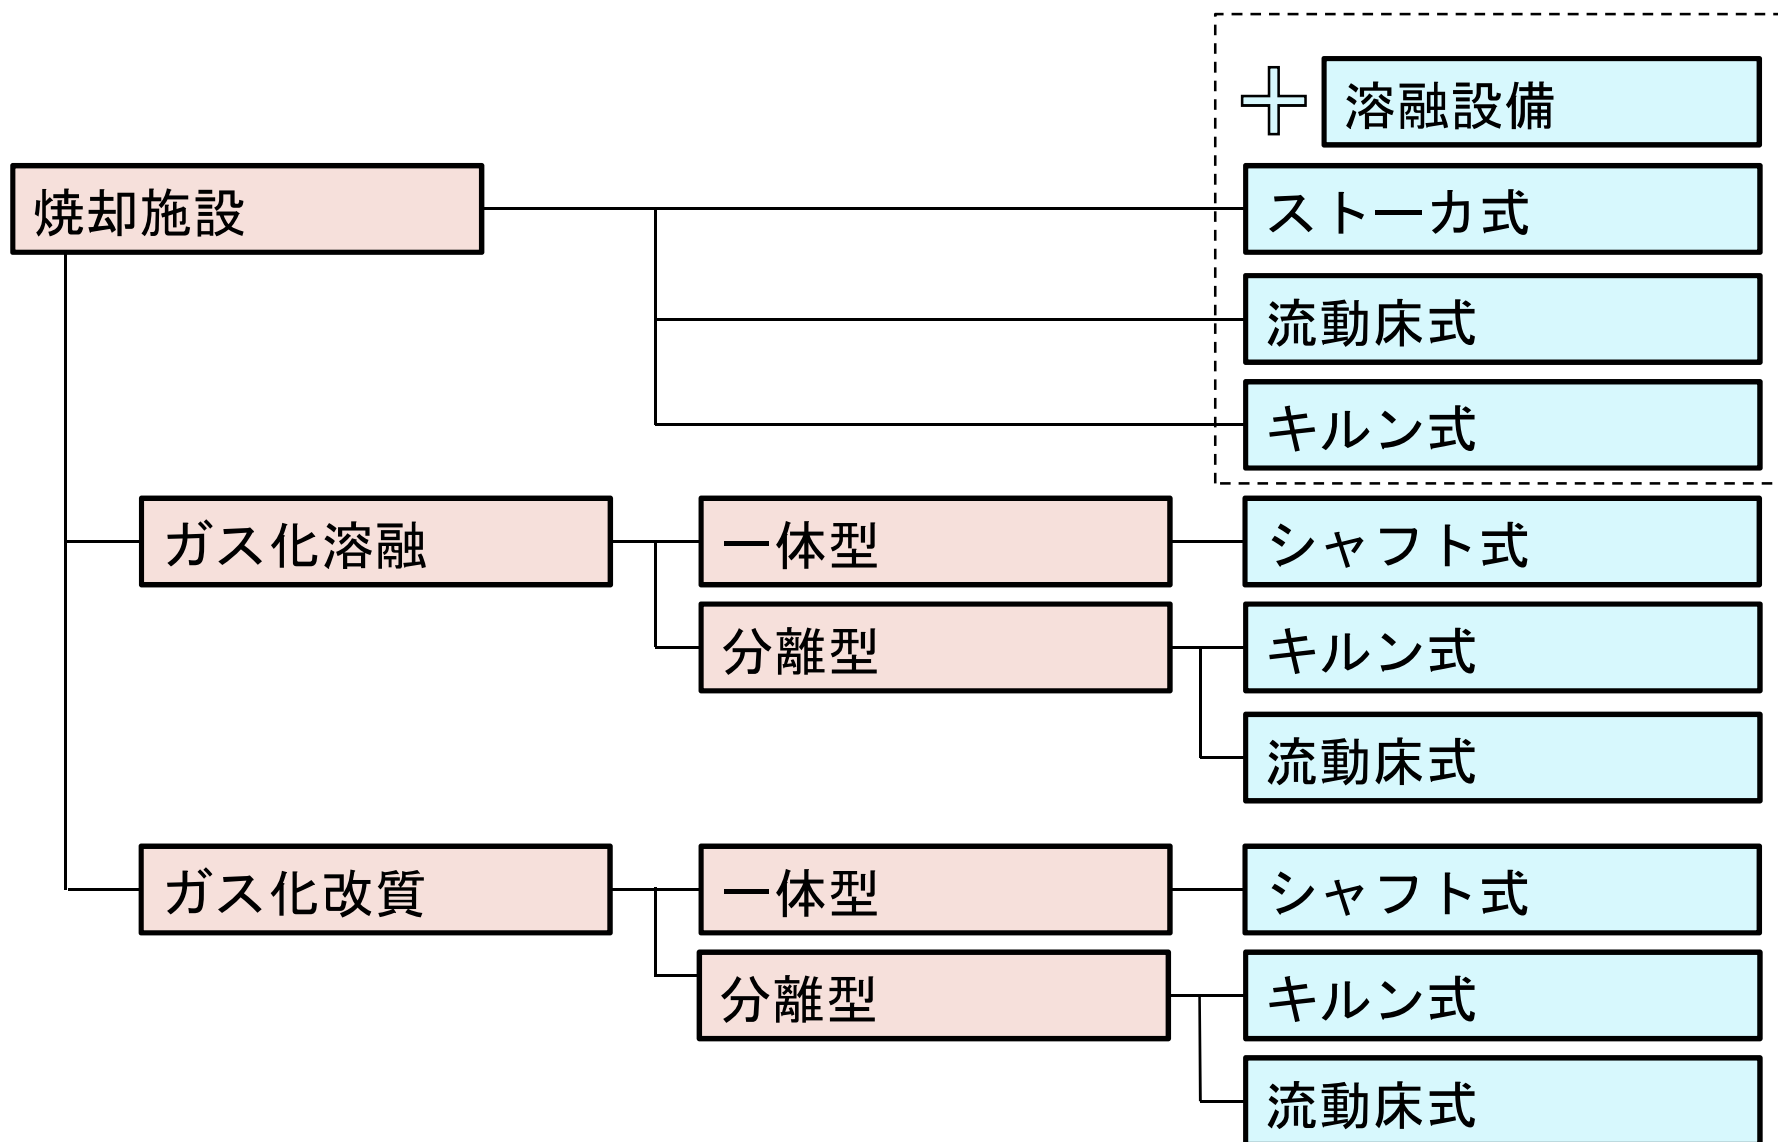 溶融設備
焼却施設
ストーカ式
流動床式
キルン式
ガス化溶融
一体型
シャフト式
分離型
キルン式
流動床式
ガス化改質
一体型
シャフト式
分離型
キルン式
流動床式